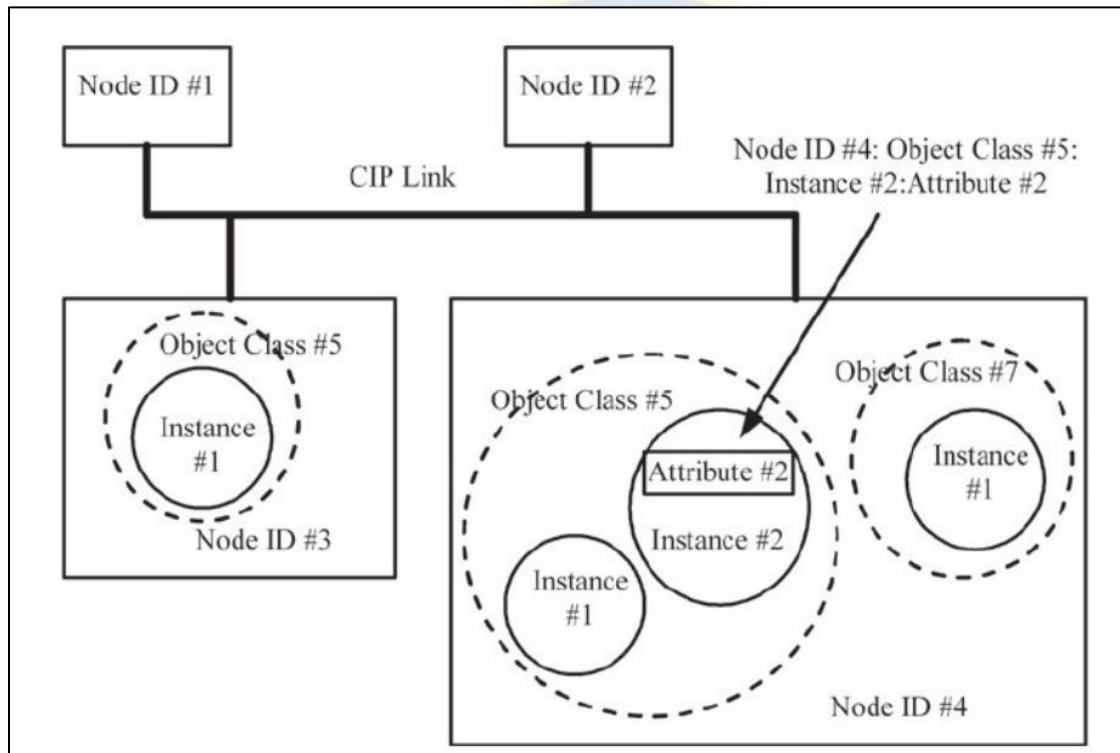 Node ID #1
Node ID #2
CIP Link
Node ID #4: Object Class #5:
Instance #2:Attribute #2
Object Class #5
Instance
#1
Node ID #3
Object Class #5
Attribute #2
Instance #2
Instance
#1
Object Class #7
Instance
#1
Node ID #4